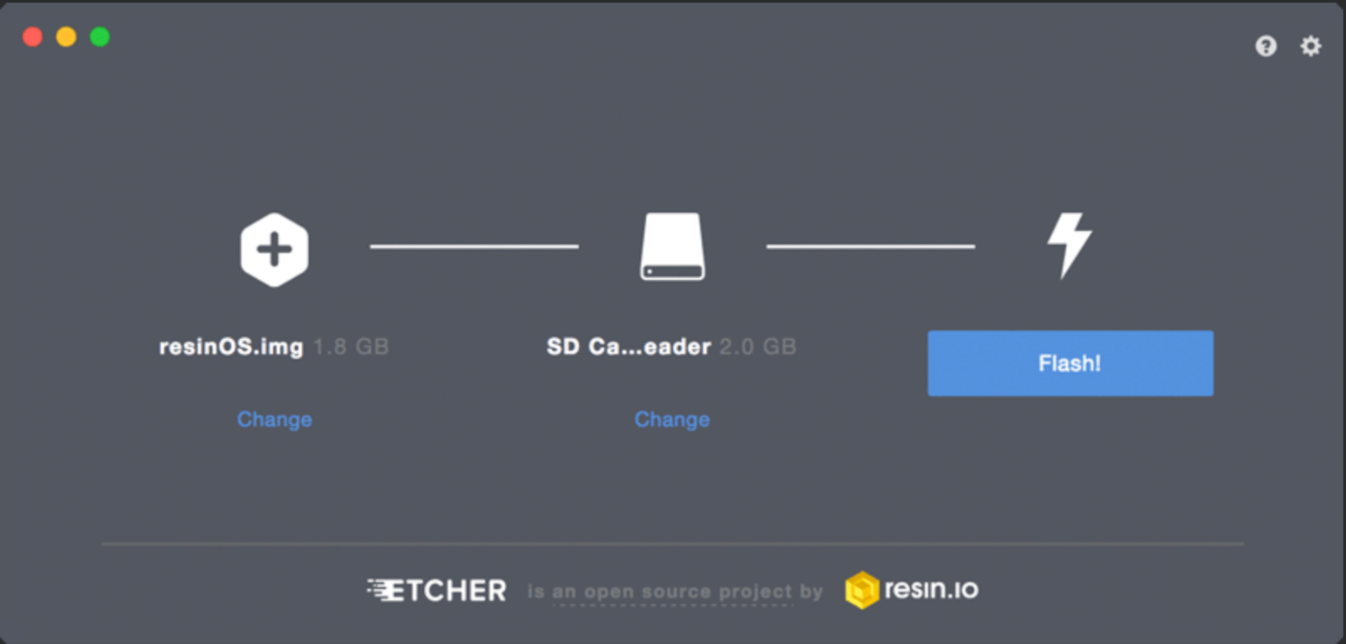 resinOS.img 1.8 GB
SD Ca...eader 2.0 GB
Flash!
Change
Change
ETCHER is an open source project by resin.io